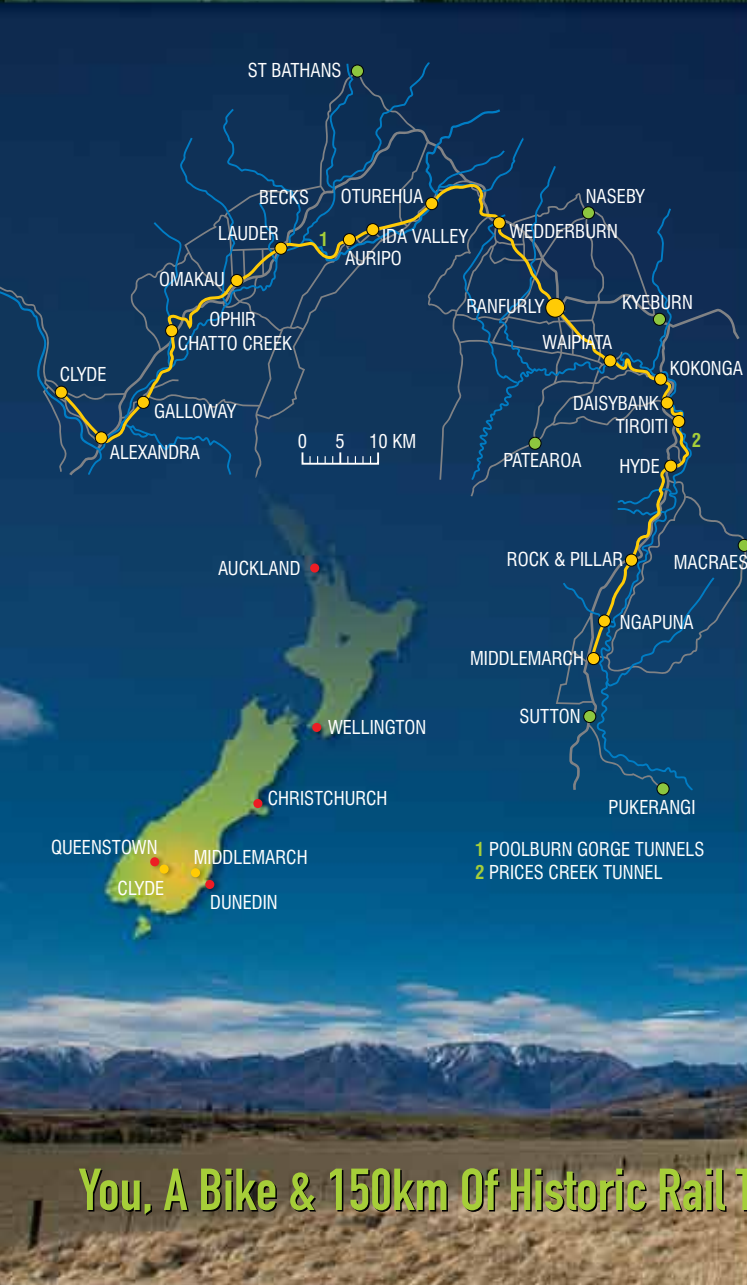 ST BATHANS
BECKS
OTUREHUA
NASEBY
LAUDER
1
IDA VALLEY
WEDDERBURN
AURIPO
OMAKAU
RANFURLY
KYEBURN
OPHIR
CHATTO CREEK
WAIPIATA
CLYDE
KOKONGA
GALLOWAY
DAISYBANK
TIROITI
ALEXANDRA
0 5 10 KM
2
PATEAROA
HYDE
ROCK & PILLAR
MACRAES
AUCKLAND
NGAPUNA
MIDDLEMARCH
SUTTON
WELLINGTON
CHRISTCHURCH
PUKERANGI
QUEENSTOWN
MIDDLEMARCH
CLYDE
DUNEDIN
1 POOLBURN GORGE TUNNELS
2 PRICES CREEK TUNNEL
You, A Bike & 150km Of Historic Rail